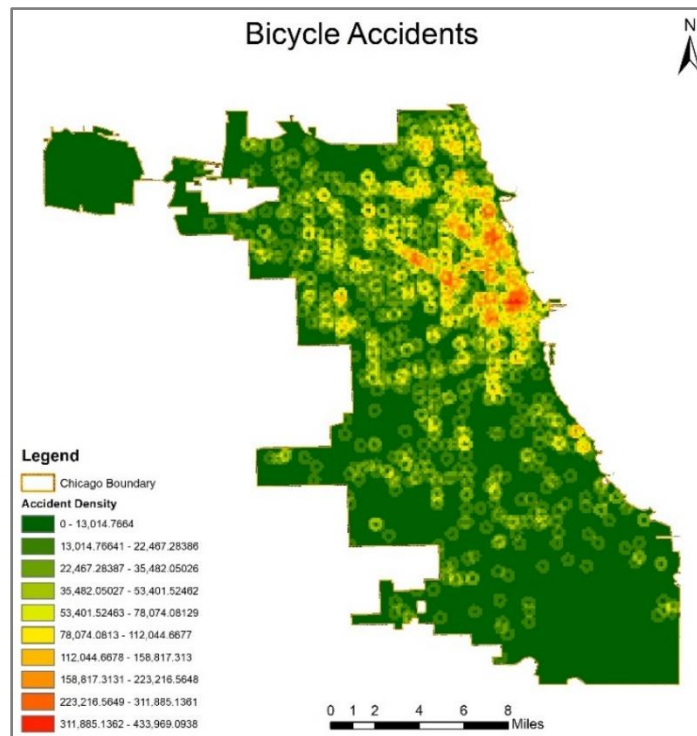 Bicycle Accidents
N
Legend
Chicago Boundary
Accident Density
0 - 13,014.7664
13,014.76641 - 22,467.28386
22,467.28387 - 35,482.05026
35,482.05027 - 53,401.52462
53,401.52463 - 78,074.08129
78,074.0813 - 112,044.6677
112,044.6678 - 158,817.313
158,817.3131 - 223,216.5648
223,216.5649 - 311,885.1361
311,885.1362 - 433,969.0938
0 1 2 4 6 8
Miles